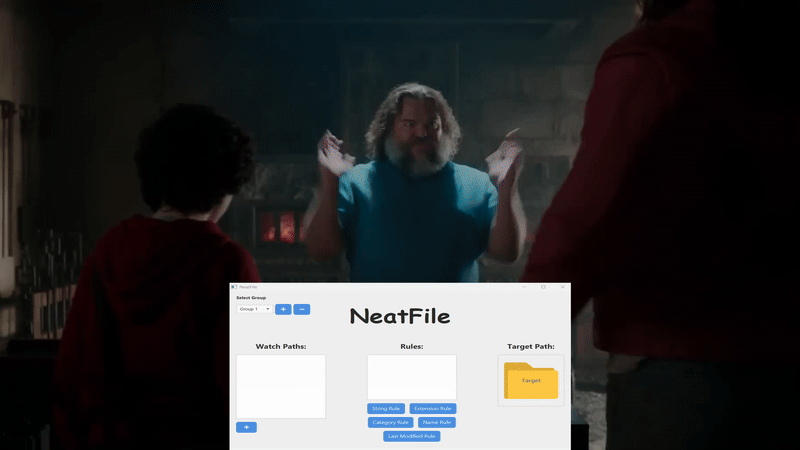 NeatFile
Select Group
Group 1
+
−
NeatFile
Watch Paths:
Rules:
Target Path:
Target
String Rule
Extension Rule
Category Rule
Name Rule
Last Modified Rule
+